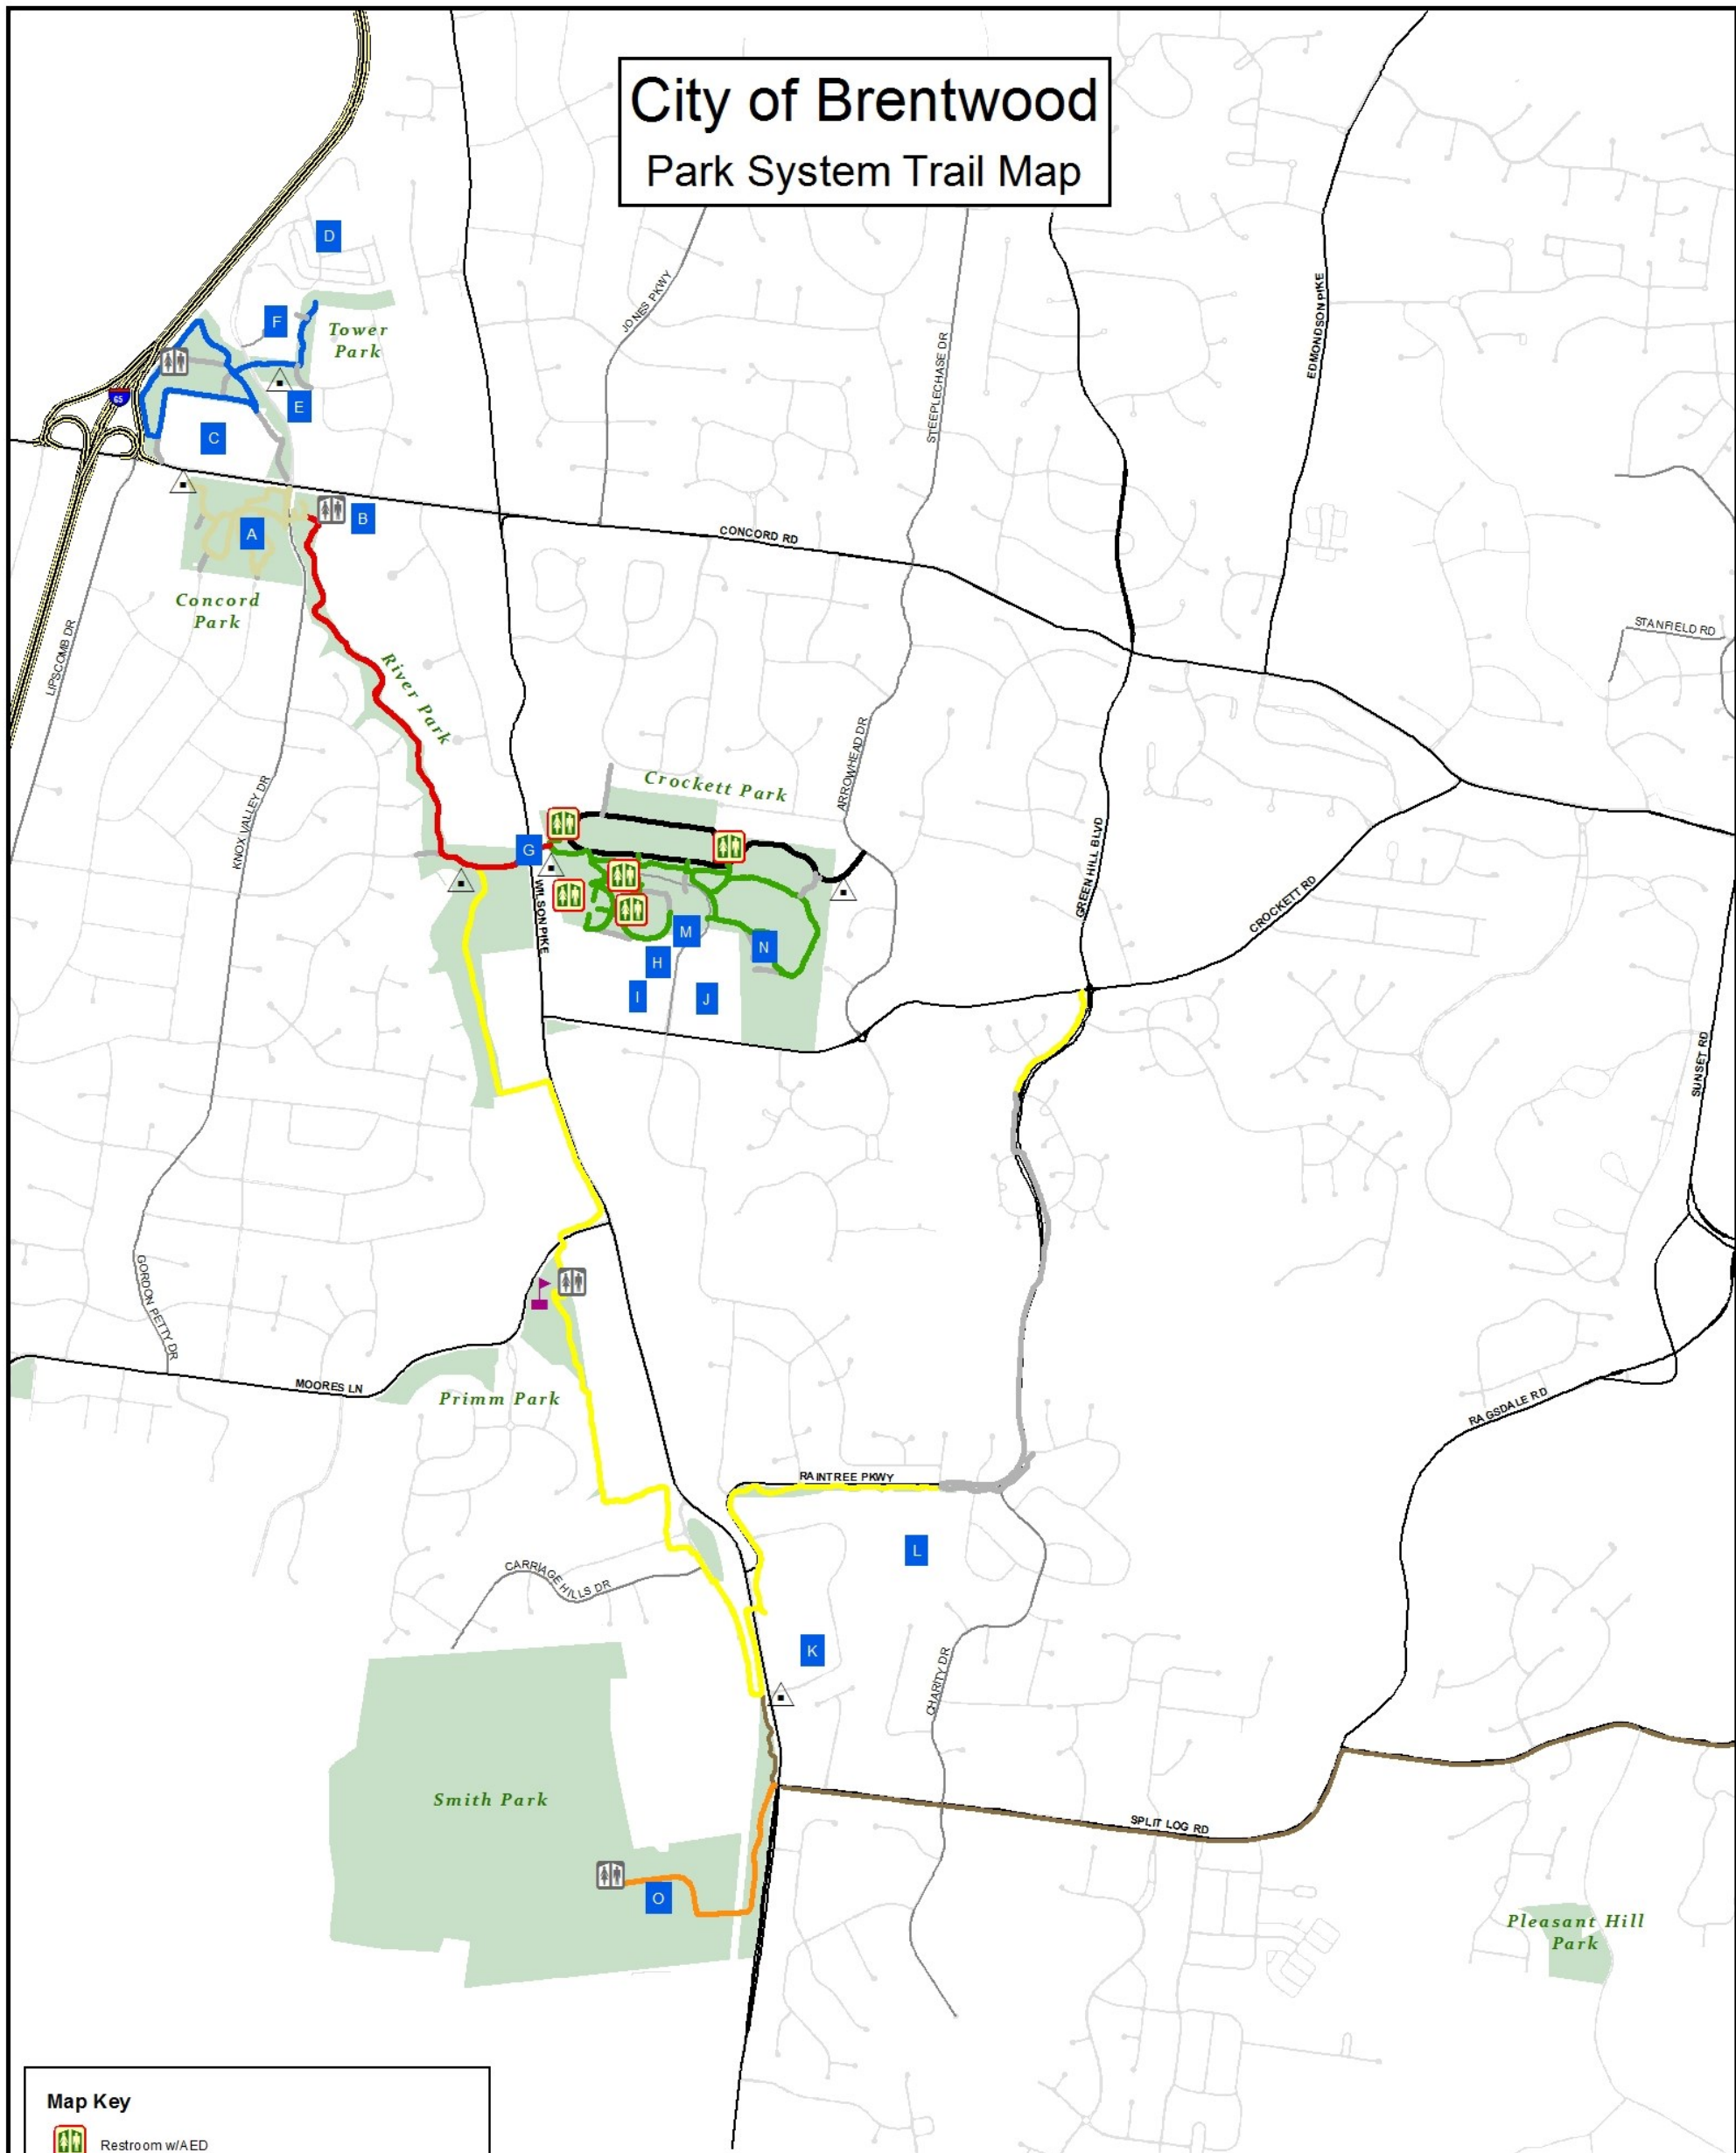 City of Brentwood
Park System Trail Map
D
F
Tower
Park
JONES PKWY
EDMONDSON PIKE
STEEPLECHASE DR
65
E
C
B
A
CONCORD RD
Concord
Park
LIPSCOMB DR
STANFIELD RD
River Park
ARROWHEAD DR
Crockett Park
KNOX VALLEY DR
G
GREEN HILL BLVD
WILSON PIKE
CROCKETT RD
M
N
H
I
J
SUNSET RD
GORDON PETTY DR
MOORES LN
Primm Park
RAGSDALE RD
RAINTREE PKWY
L
CARRIAGE HILLS DR
K
CHARITY DR
Smith Park
SPLIT LOG RD
O
Pleasant Hill
Park
Map Key
Restroom w/AED